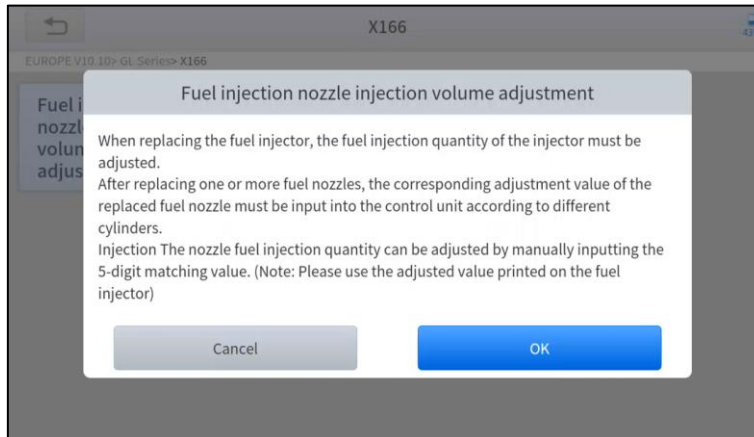 X166
EUROPE V10.10> GL Series> X166
Fuel i
nozzl
volun
adjus
Fuel injection nozzle injection volume adjustment
When replacing the fuel injector, the fuel injection quantity of the injector must be
adjusted.
After replacing one or more fuel nozzles, the corresponding adjustment value of the
replaced fuel nozzle must be input into the control unit according to different
cylinders.
Injection The nozzle fuel injection quantity can be adjusted by manually inputting the
5-digit matching value. (Note: Please use the adjusted value printed on the fuel
injector)
Cancel
OK